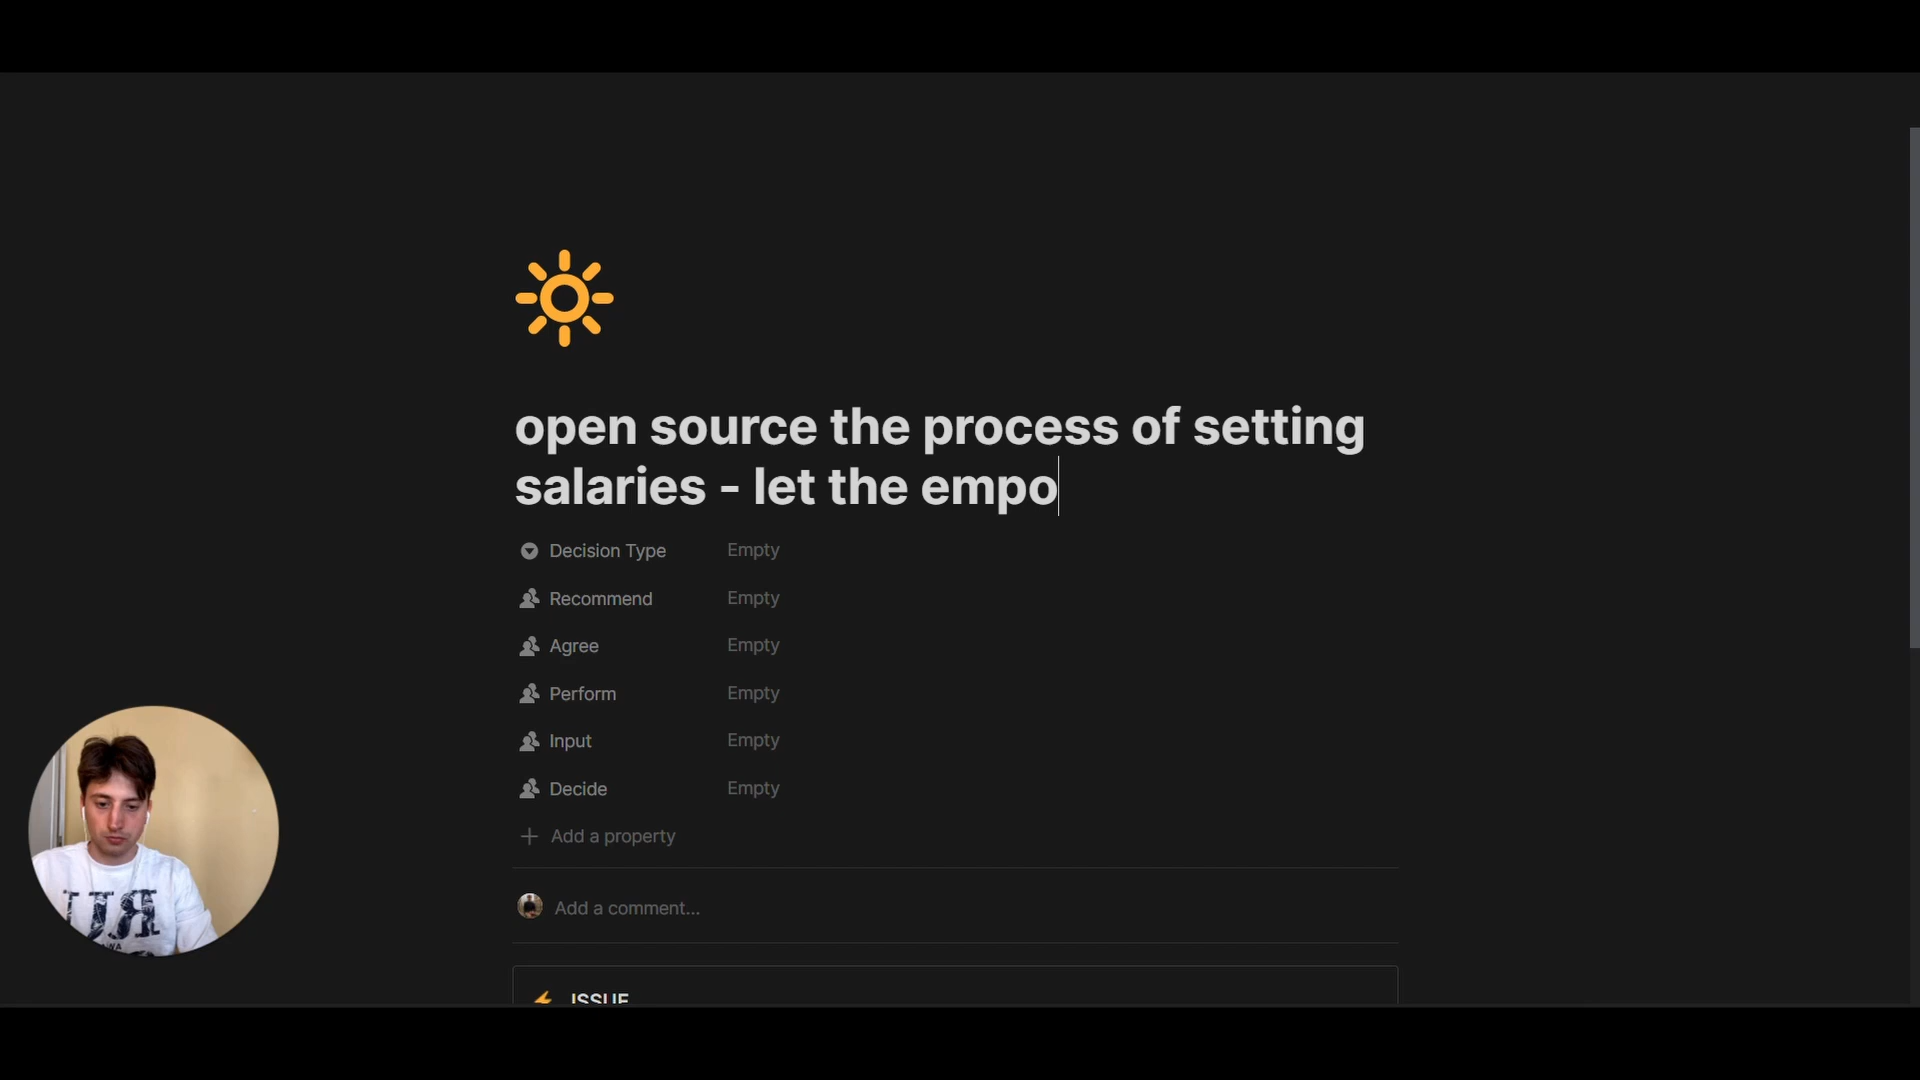 open source the process of setting
salaries - let the empo
Decision Type Empty
Recommend Empty
Agree Empty
Perform Empty
Input Empty
Decide Empty
Add a property
Add a comment...
ISSUE